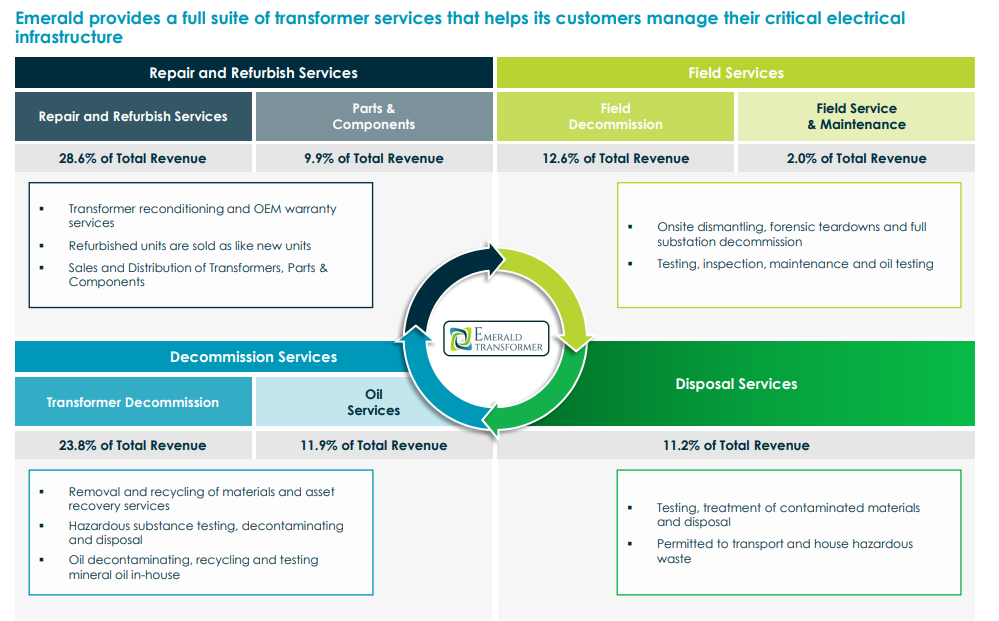 Emerald provides a full suite of transformer services that helps its customers manage their critical electrical
infrastructure
Repair and Refurbish Services
Field Services
Repair and Refurbish Services
Parts &
Components
Field
Decommission
Field Service
& Maintenance
28.6% of Total Revenue
9.9% of Total Revenue
12.6% of Total Revenue
2.0% of Total Revenue
▪ Transformer reconditioning and OEM warranty
services
▪ Refurbished units are sold as like new units
▪ Sales and Distribution of Transformers, Parts &
Components
▪ Onsite dismantling, forensic teardowns and full
substation decommission
▪ Testing, inspection, maintenance and oil testing
EMERALD
TRANSFORMER
Decommission Services
Disposal Services
Transformer Decommission
Oil
Services
23.8% of Total Revenue
11.9% of Total Revenue
11.2% of Total Revenue
▪ Removal and recycling of materials and asset
recovery services
▪ Hazardous substance testing, decontaminating
and disposal
▪ Oil decontaminating, recycling and testing
mineral oil in-house
▪ Testing, treatment of contaminated materials
and disposal
▪ Permitted to transport and house hazardous
waste